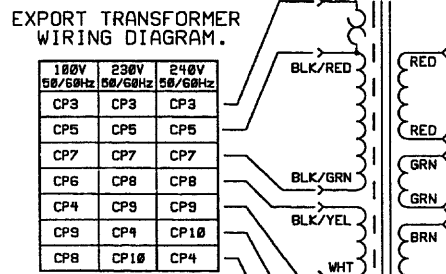 EXPORT TRANSFORMER
WIRING DIAGRAM.
100V 230V 240V
50/60Hz 50/60Hz 50/60Hz
CP3 CP3 CP3
CP5 CP5 CP5
CP7 CP7 CP7
CP6 CP8 CP8
CP4 CP9 CP9
CP9 CP4 CP10
CP8 CP10 CP4
BLK/RED
BLK/GRN
BLK/YEL
WHT
RED
RED
GRN
GRN
BRN